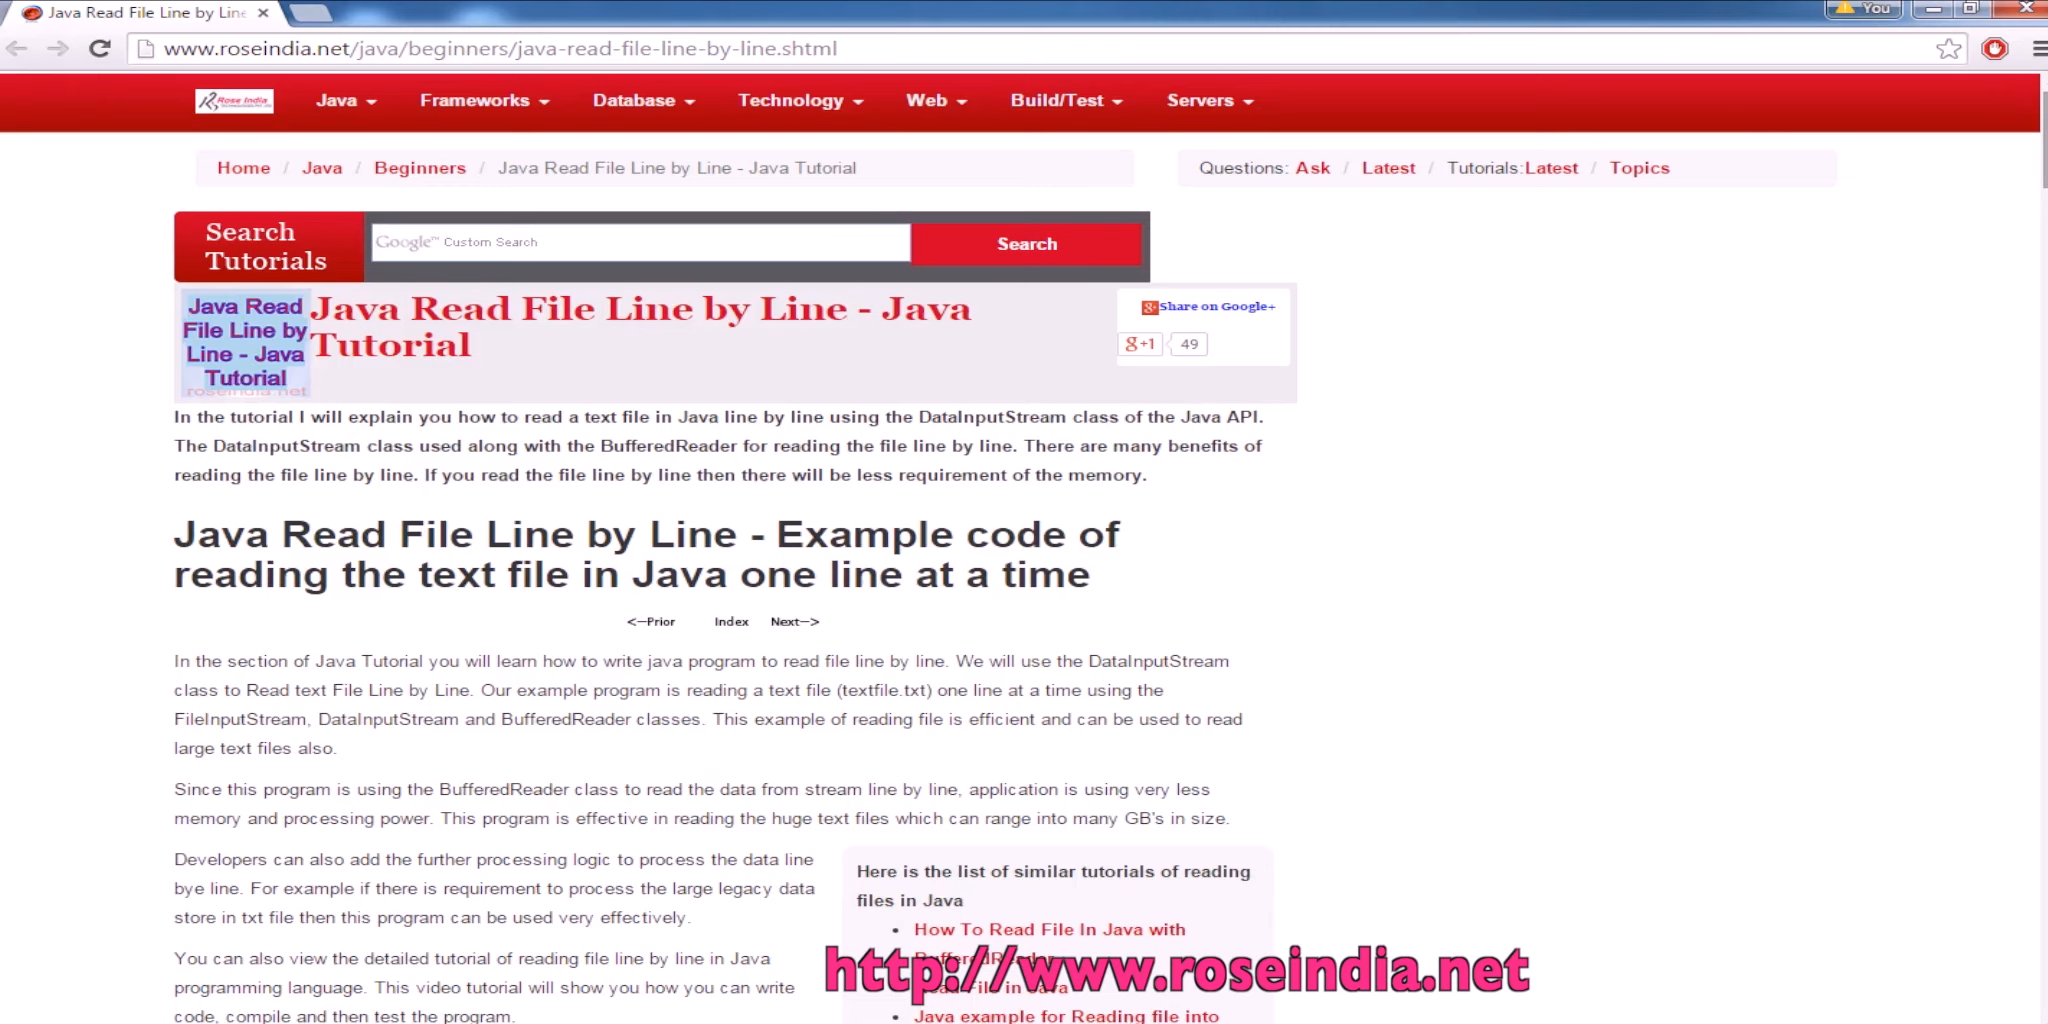 Java Read File Line by Line
You
www.roseindia.net/java/beginners/java-read-file-line-by-line.shtml
Rose India
Java Frameworks Database Technology Web Build/Test Servers
Home / Java / Beginners / Java Read File Line by Line - Java Tutorial
Questions: Ask / Latest / Tutorials:Latest / Topics
Search
Tutorials
Google™ Custom Search
Search
Java Read
File Line by
Line - Java
Tutorial
roseindia.net
Java Read File Line by Line - Java
Tutorial
Share on Google+
g+1 49
In the tutorial I will explain you how to read a text file in Java line by line using the DataInputStream class of the Java API.
The DataInputStream class used along with the BufferedReader for reading the file line by line. There are many benefits of
reading the file line by line. If you read the file line by line then there will be less requirement of the memory.
Java Read File Line by Line - Example code of
reading the text file in Java one line at a time
<--Prior Index Next-->
In the section of Java Tutorial you will learn how to write java program to read file line by line. We will use the DataInputStream
class to Read text File Line by Line. Our example program is reading a text file (textfile.txt) one line at a time using the
FileInputStream, DataInputStream and BufferedReader classes. This example of reading file is efficient and can be used to read
large text files also.
Since this program is using the BufferedReader class to read the data from stream line by line, application is using very less
memory and processing power. This program is effective in reading the huge text files which can range into many GB's in size.
Developers can also add the further processing logic to process the data line
bye line. For example if there is requirement to process the large legacy data
store in txt file then this program can be used very effectively.
You can also view the detailed tutorial of reading file line by line in Java
programming language. This video tutorial will show you how you can write
code, compile and then test the program.
Here is the list of similar tutorials of reading
files in Java
How To Read File In Java with
BufferedReader
Read File in Java
Java example for Reading file into
http://www.roseindia.net